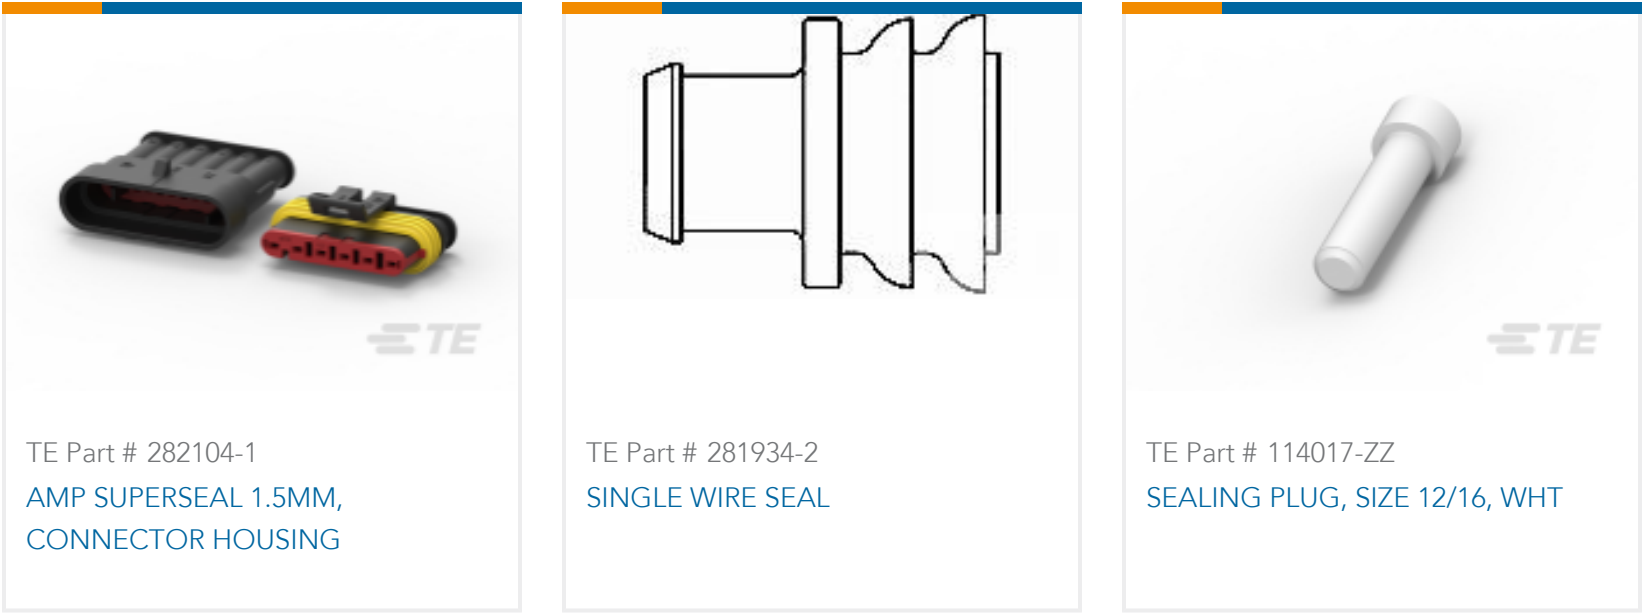 TE
TE
TE Part # 282104-1
AMP SUPERSEAL 1.5MM,
CONNECTOR HOUSING
TE Part # 281934-2
SINGLE WIRE SEAL
TE Part # 114017-ZZ
SEALING PLUG, SIZE 12/16, WHT